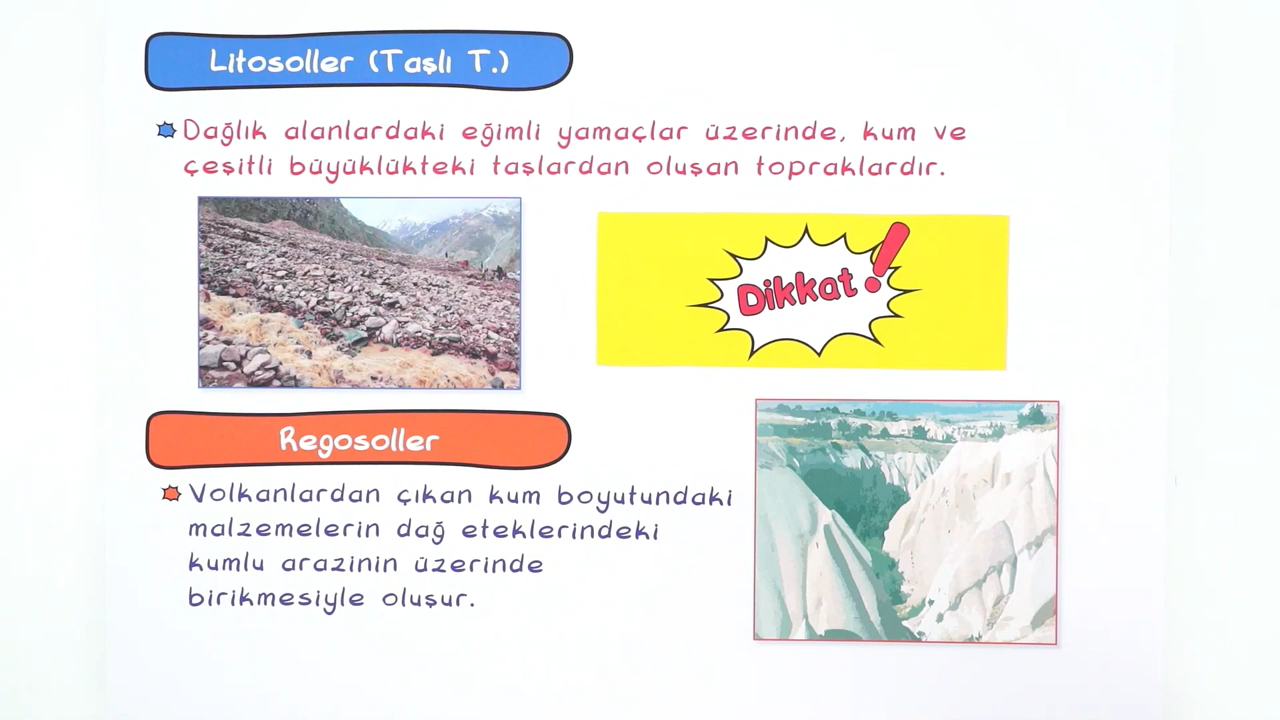 Litosoller (Taşlı T.)
Dağlık alanlardaki eğimli yamaçlar üzerinde, kum ve
çeşitli büyüklükteki taşlardan oluşan topraklardır.
Dikkat!
Regosoller
Volkanlardan çıkan kum boyutundaki
malzemelerin dağ eteklerindeki
kumlu arazinin üzerinde
birikmesiyle oluşur.